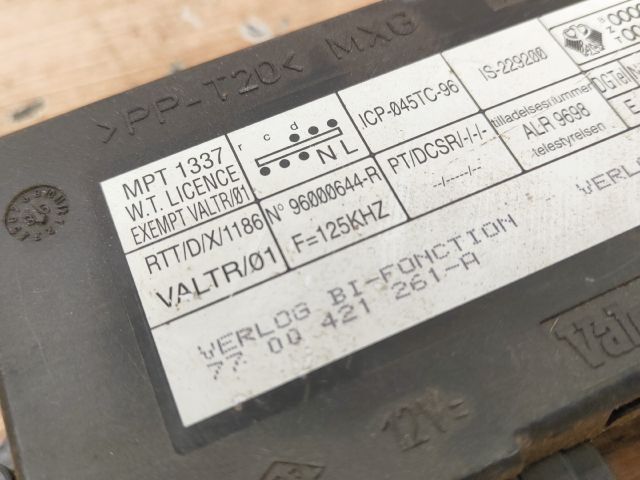 >PP-T20< MXG
MPT 1337
W.T. LICENCE
EXEMPT VALTR/01
r c d
N L
ICP-045TC-96
IS-229200
RTT/D/X/1186
VALTR/01
N° 96000644-R
F=125KHZ
PT/DCSR/-/-/-
--/----/--
tilladelsesnummer
ALR 9698
telestyrelsen
VERLOG BI-FONCTION - VERLO
77 00 421 261-A
12V=